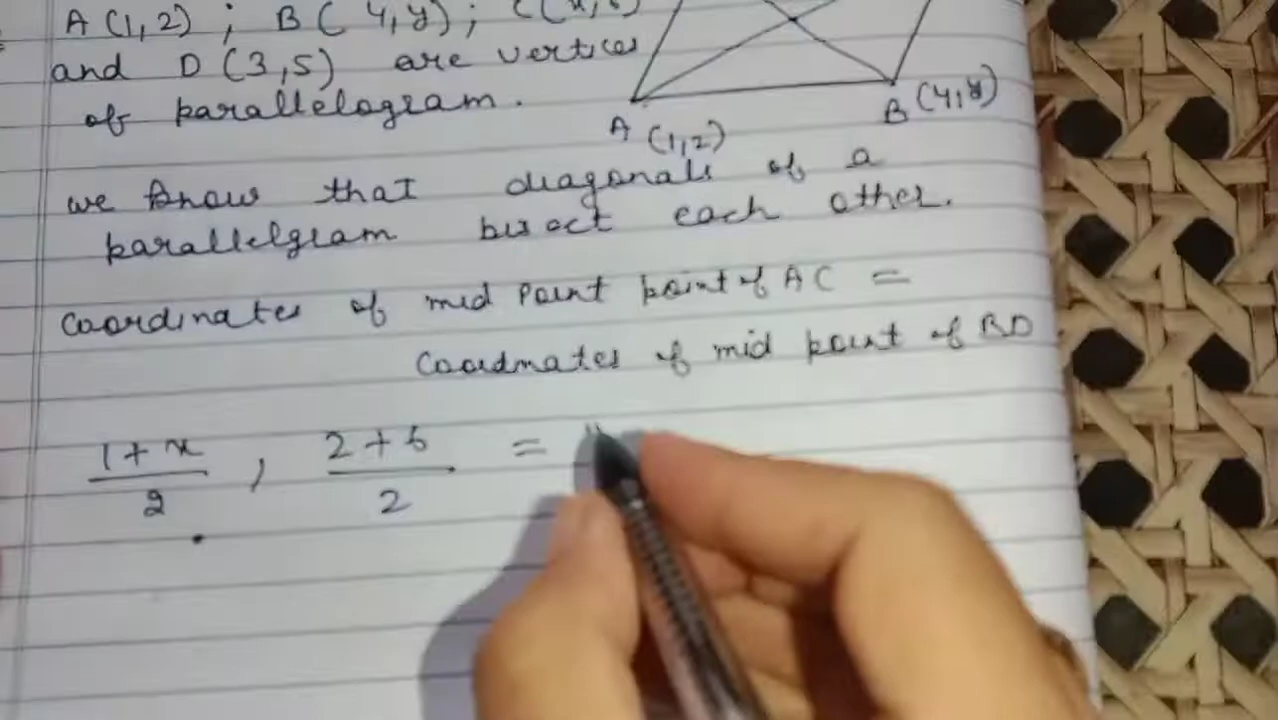 A (1,2) ; B ( 4,y) ; C(x,6)
and D (3,5) are vertices
of parallelogram.
A (1,2)
B (4,y)
we know that diagonals of a
parallelgram bisect each other.
Coordinates of mid Point point of AC =
Coordinates of mid point of BD
1+x/2 , 2+6/2 =